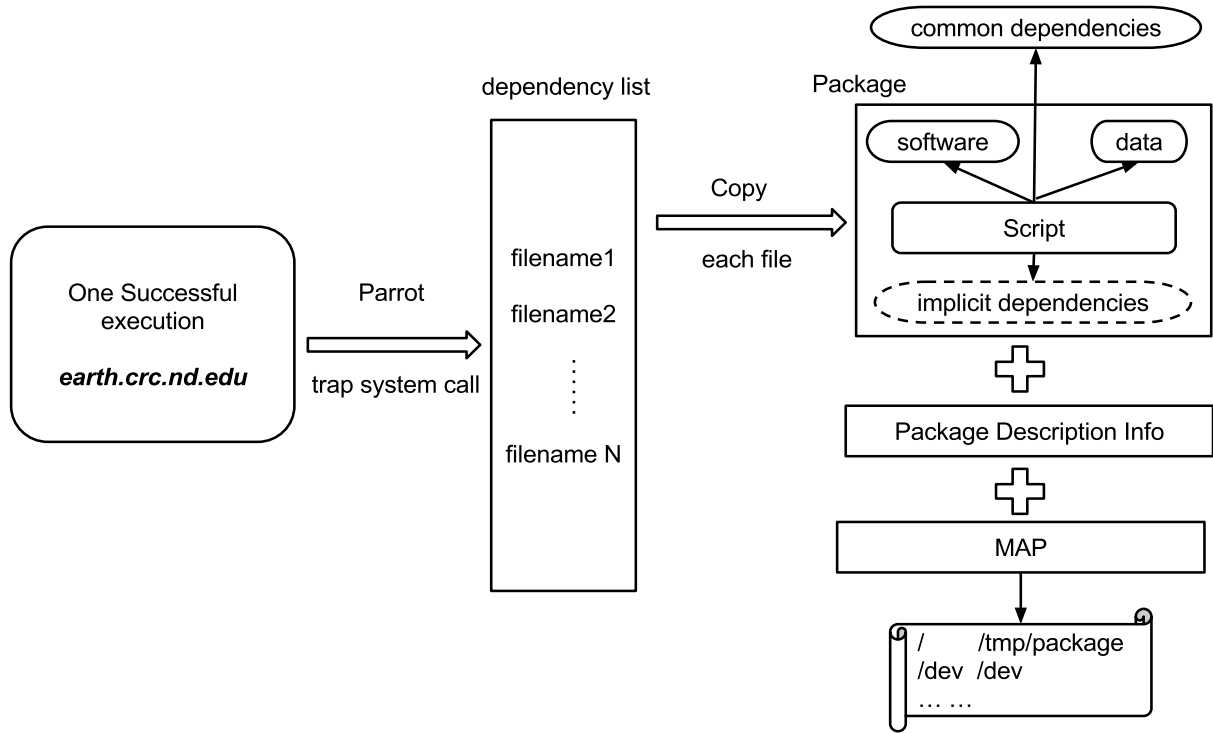 One Successful
execution
earth.crc.nd.edu
Parrot
trap system call
dependency list
filename1
filename2
filename N
Copy
each file
common dependencies
Package
software
data
Script
implicit dependencies
Package Description Info
MAP
/ /tmp/package
/dev /dev
... ...